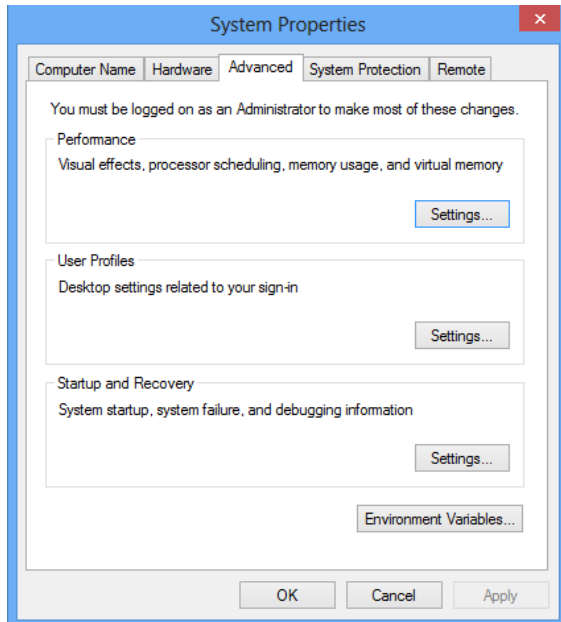 System Properties
Computer Name
Hardware
Advanced
System Protection
Remote
You must be logged on as an Administrator to make most of these changes.
Performance
Visual effects, processor scheduling, memory usage, and virtual memory
Settings...
User Profiles
Desktop settings related to your sign-in
Settings...
Startup and Recovery
System startup, system failure, and debugging information
Settings...
Environment Variables...
OK
Cancel
Apply